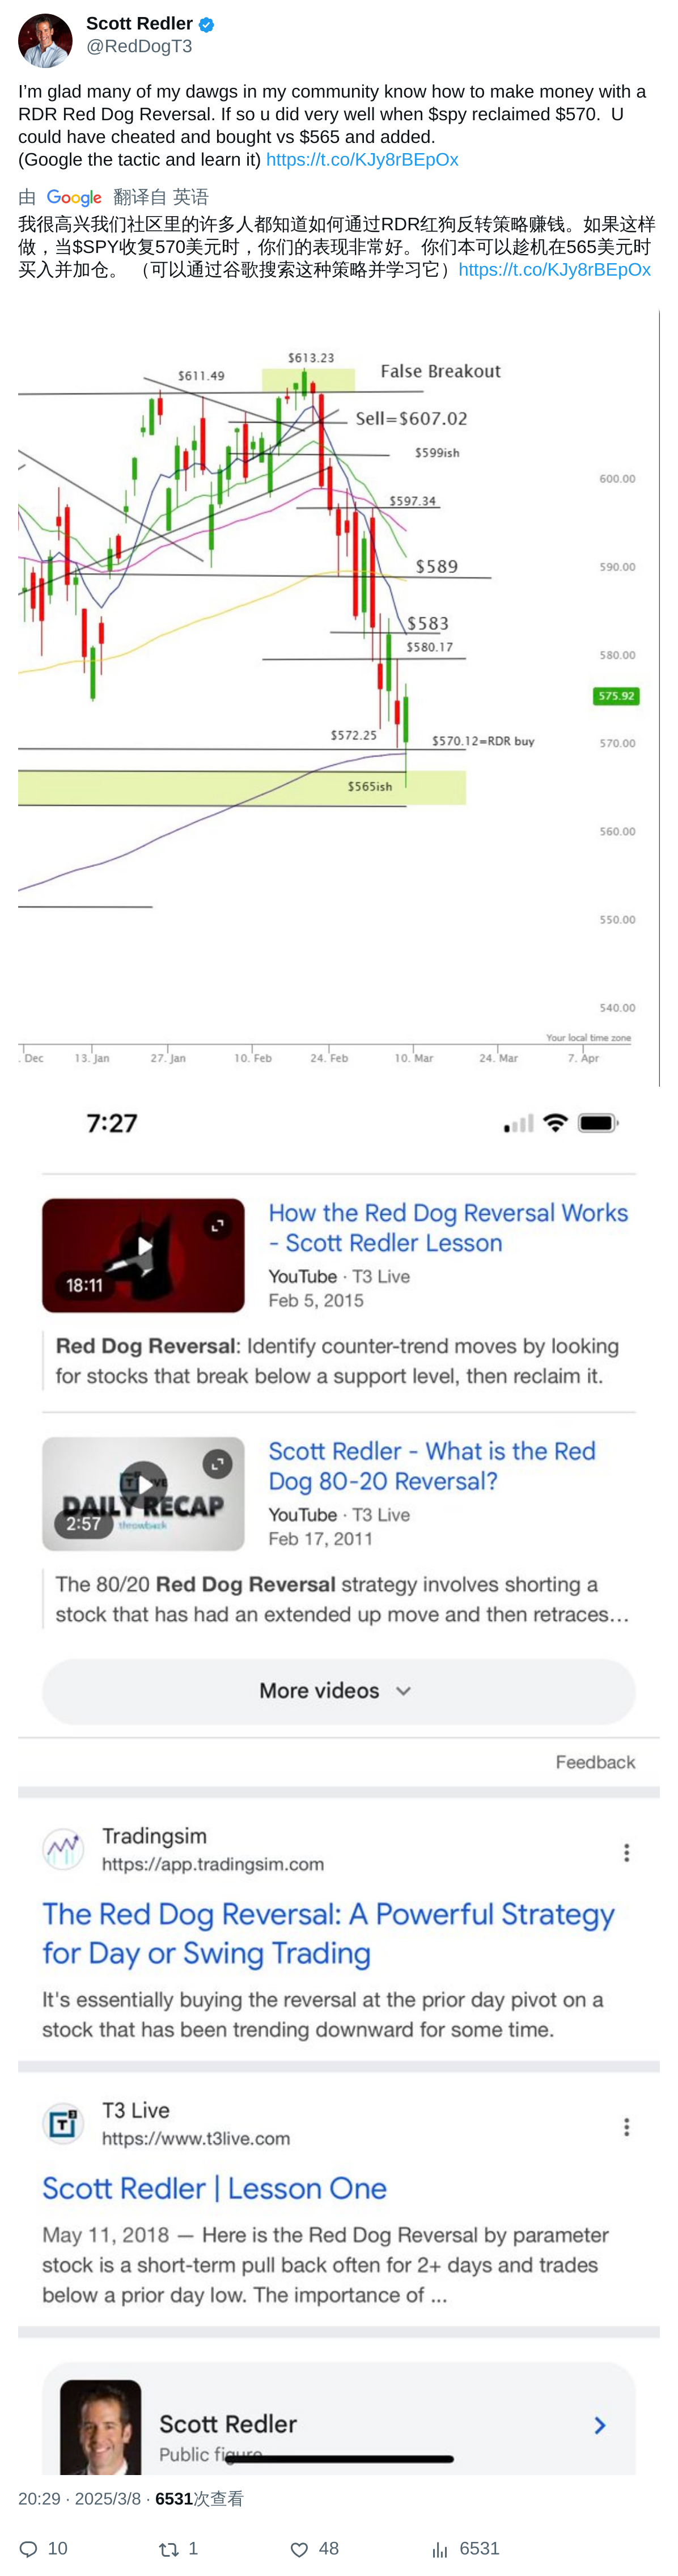 Scott Redler
@RedDogT3
I'm glad many of my dawgs in my community know how to make money with a
RDR Red Dog Reversal. If so u did very well when $spy reclaimed $570.  U
could have cheated and bought vs $565 and added.
(Google the tactic and learn it) https://t.co/KJy8rBEpOx
由 Google 翻译自 英语
我很高兴我们社区里的许多人都知道如何通过RDR红狗反转策略赚钱。如果这样
做，当$SPY收复570美元时，你们的表现非常好。你们本可以趁机在565美元时
买入并加仓。 （可以通过谷歌搜索这种策略并学习它）https://t.co/KJy8rBEpOx
$613.23
False Breakout
$611.49
Sell=$607.02
$599ish
600.00
$597.34
$589
590.00
$583
$580.17
580.00
575.92
$572.25
$570.12=RDR buy
570.00
$565ish
560.00
550.00
540.00
Your local time zone
. Dec
13. Jan
27. Jan
10. Feb
24. Feb
10. Mar
24. Mar
7. Apr
7:27
How the Red Dog Reversal Works
- Scott Redler Lesson
YouTube · T3 Live
18:11
Feb 5, 2015
Red Dog Reversal: Identify counter-trend moves by looking
for stocks that break below a support level, then reclaim it.
Scott Redler - What is the Red
Dog 80-20 Reversal?
DAILY RECAP
YouTube · T3 Live
2:57
throwback
Feb 17, 2011
The 80/20 Red Dog Reversal strategy involves shorting a
stock that has had an extended up move and then retraces...
More videos
Feedback
Tradingsim
https://app.tradingsim.com
The Red Dog Reversal: A Powerful Strategy
for Day or Swing Trading
It's essentially buying the reversal at the prior day pivot on a
stock that has been trending downward for some time.
T3
T3 Live
https://www.t3live.com
Scott Redler | Lesson One
May 11, 2018 — Here is the Red Dog Reversal by parameter
stock is a short-term pull back often for 2+ days and trades
below a prior day low. The importance of ...
Scott Redler
Public figure
20:29 · 2025/3/8 · 6531次查看
10
1
48
6531